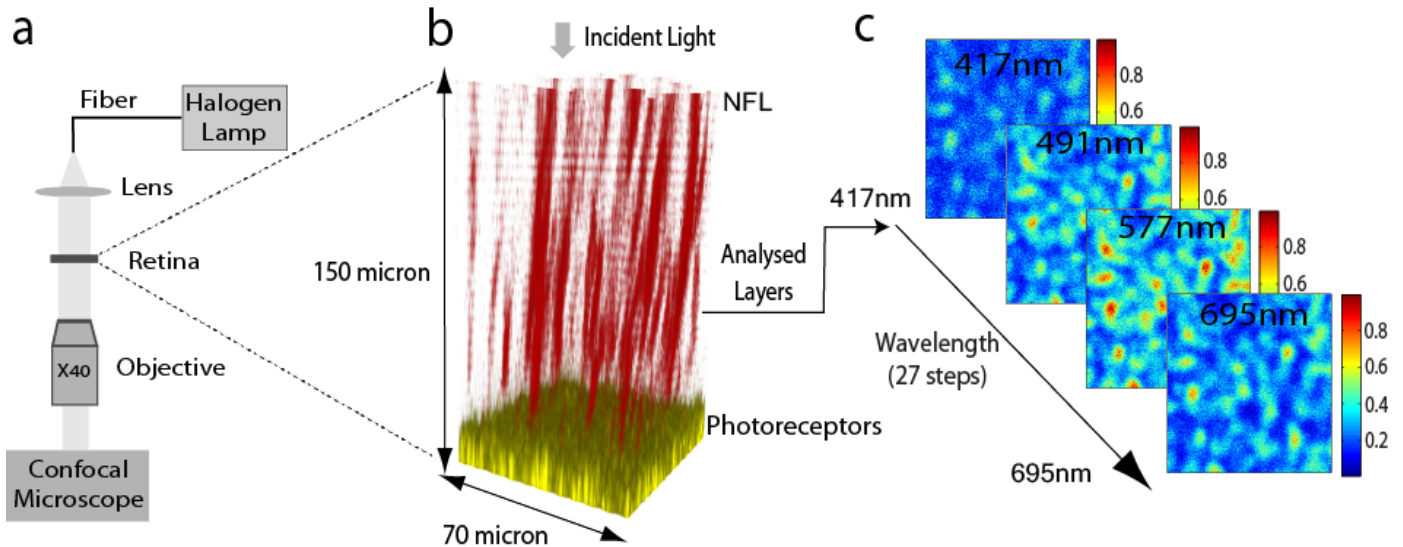 a
Fiber
Halogen
Lamp
Lens
Retina
Objective
X40
Confocal
Microscope
b
Incident Light
NFL
150 micron
Photoreceptors
70 micron
Analysed
Layers
417nm
Wavelength
(27 steps)
695nm
c
417nm
0.8
0.6
491nm
0.8
0.6
577nm
0.8
0.6
695nm
0.8
0.6
0.4
0.2